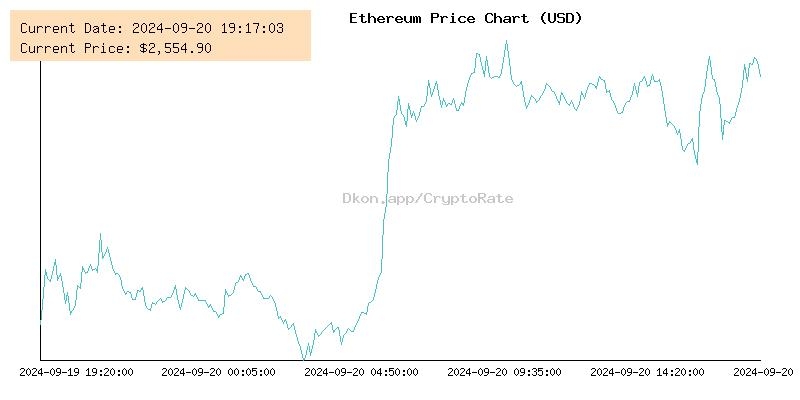 Ethereum Price Chart (USD)
Current Date: 2024-09-20 19:17:03
Current Price: $2,554.90
Dkon.app/CryptoRate
2024-09-19 19:20:00 2024-09-20 00:05:00 2024-09-20 04:50:00 2024-09-20 09:35:00 2024-09-20 14:20:00 2024-09-20